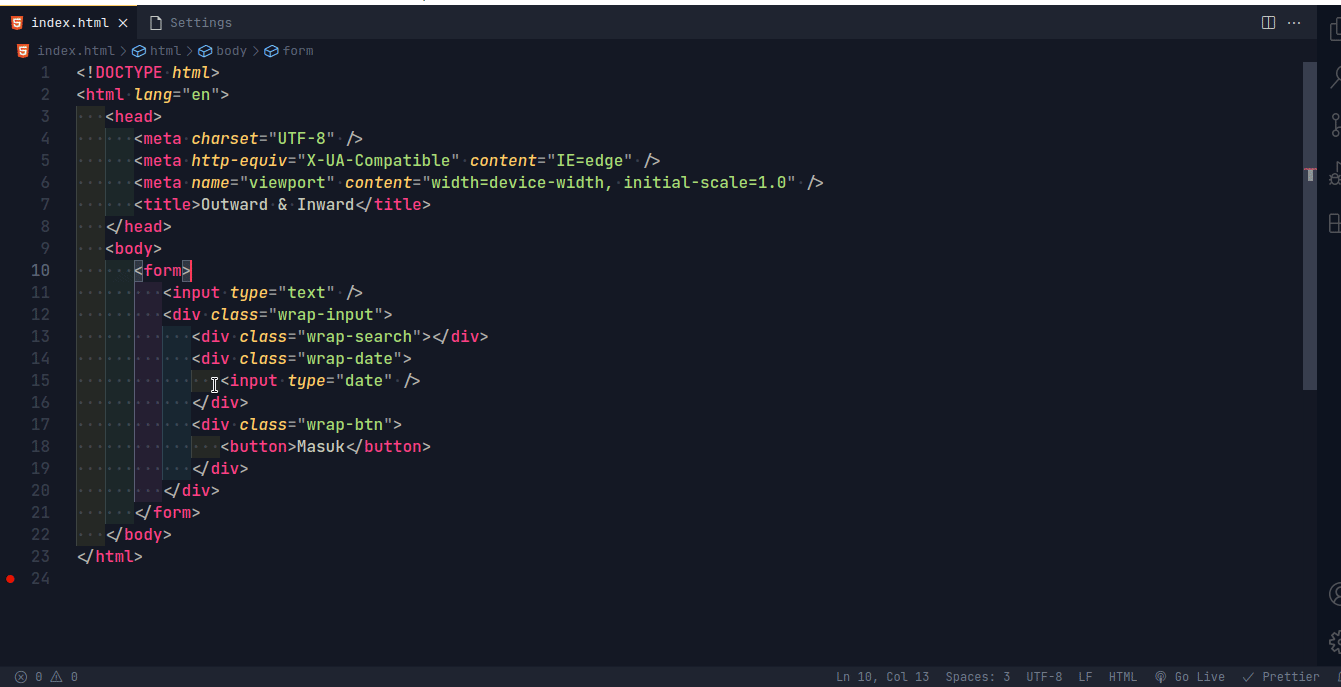 index.html × Settings
index.html > html > body > form
1 <!DOCTYPE html>
2 <html lang="en">
3 <head>
4 <meta charset="UTF-8" />
5 <meta http-equiv="X-UA-Compatible" content="IE=edge" />
6 <meta name="viewport" content="width=device-width, initial-scale=1.0" />
7 <title>Outward & Inward</title>
8 </head>
9 <body>
10 <form>
11 <input type="text" />
12 <div class="wrap-input">
13 <div class="wrap-search"></div>
14 <div class="wrap-date">
15 <input type="date" />
16 </div>
17 <div class="wrap-btn">
18 <button>Masuk</button>
19 </div>
20 </div>
21 </form>
22 </body>
23 </html>
24
0 0 Ln 10, Col 13 Spaces: 3 UTF-8 LF HTML Go Live Prettier